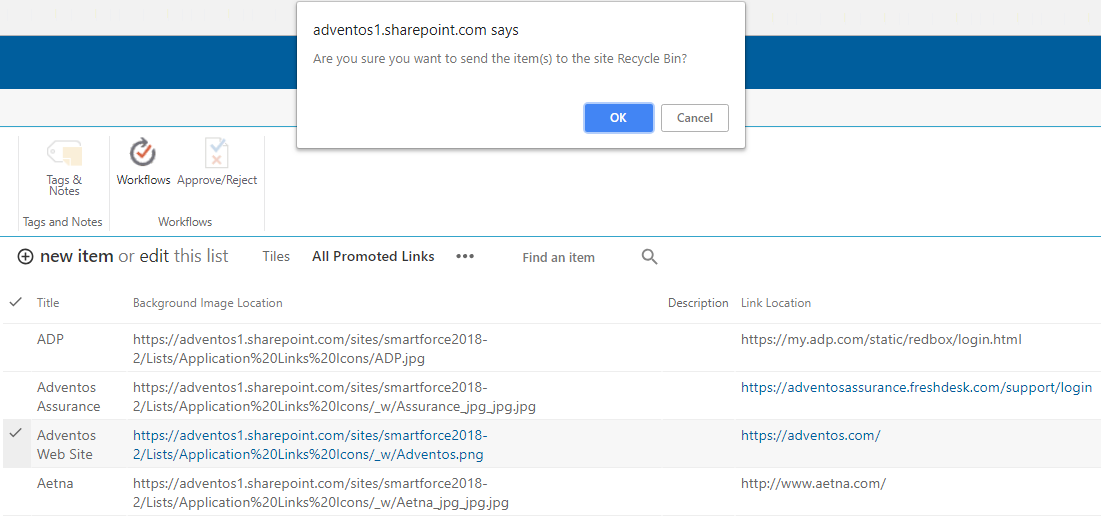 adventos1.sharepoint.com says
Are you sure you want to send the item(s) to the site Recycle Bin?
OK
Cancel
Tags &
Notes
Workflows
Approve/Reject
Tags and Notes
Workflows
new item or edit this list
Tiles
All Promoted Links
•••
Find an item
Title
Background Image Location
Description
Link Location
ADP
https://adventos1.sharepoint.com/sites/smartforce2018-
2/Lists/Application%20Links%20Icons/ADP.jpg
https://my.adp.com/static/redbox/login.html
Adventos
Assurance
https://adventos1.sharepoint.com/sites/smartforce2018-
2/Lists/Application%20Links%20Icons/_w/Assurance_jpg_jpg.jpg
https://adventosassurance.freshdesk.com/support/login
Adventos
Web Site
https://adventos1.sharepoint.com/sites/smartforce2018-
2/Lists/Application%20Links%20Icons/_w/Adventos.png
https://adventos.com/
Aetna
https://adventos1.sharepoint.com/sites/smartforce2018-
2/Lists/Application%20Links%20Icons/_w/Aetna_jpg_jpg.jpg
http://www.aetna.com/